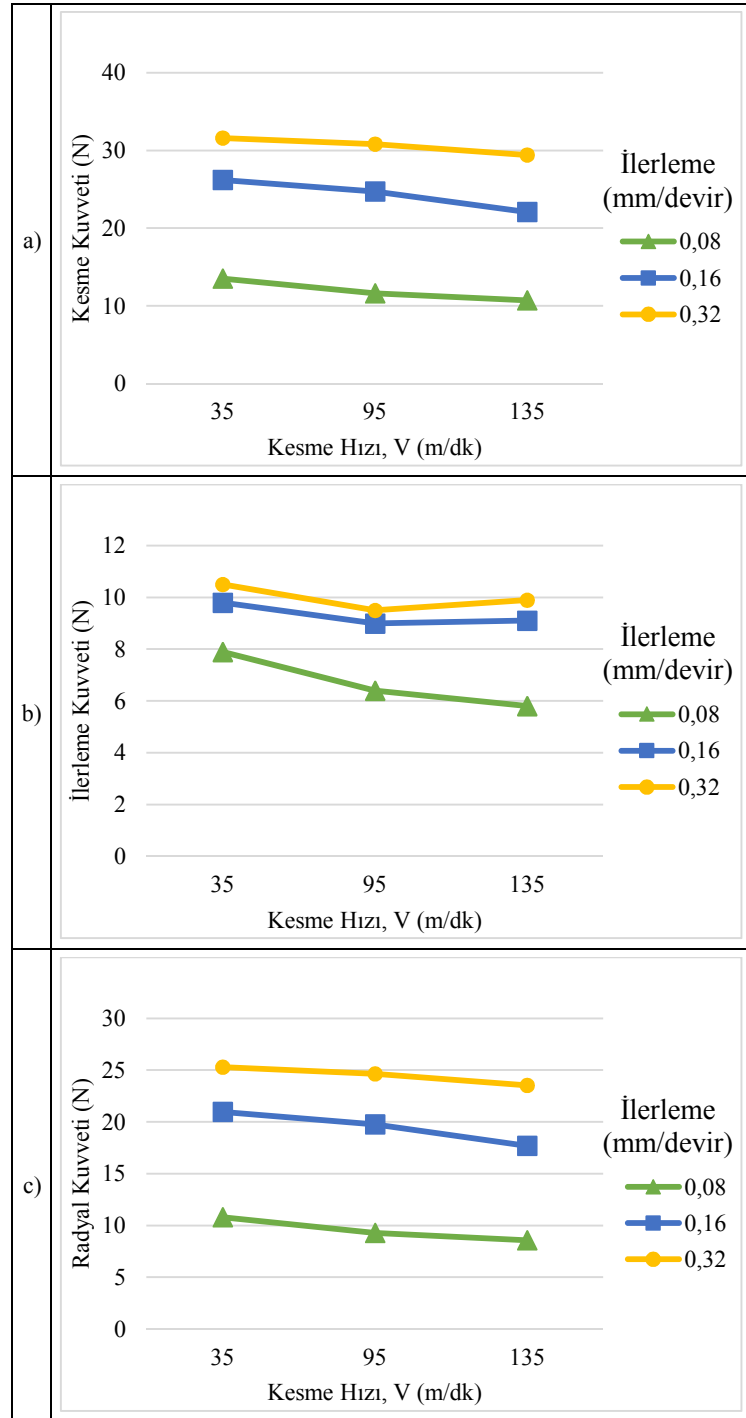 a)
Kesme Kuvveti (N)
40
30
20
10
0
35 95 135
Kesme Hızı, V (m/dk)
İlerleme
(mm/devir)
0,08
0,16
0,32
b)
İlerleme Kuvveti (N)
12
10
8
6
4
2
0
35 95 135
Kesme Hızı, V (m/dk)
İlerleme
(mm/devir)
0,08
0,16
0,32
c)
Radyal Kuvveti (N)
30
25
20
15
10
5
0
35 95 135
Kesme Hızı, V (m/dk)
İlerleme
(mm/devir)
0,08
0,16
0,32